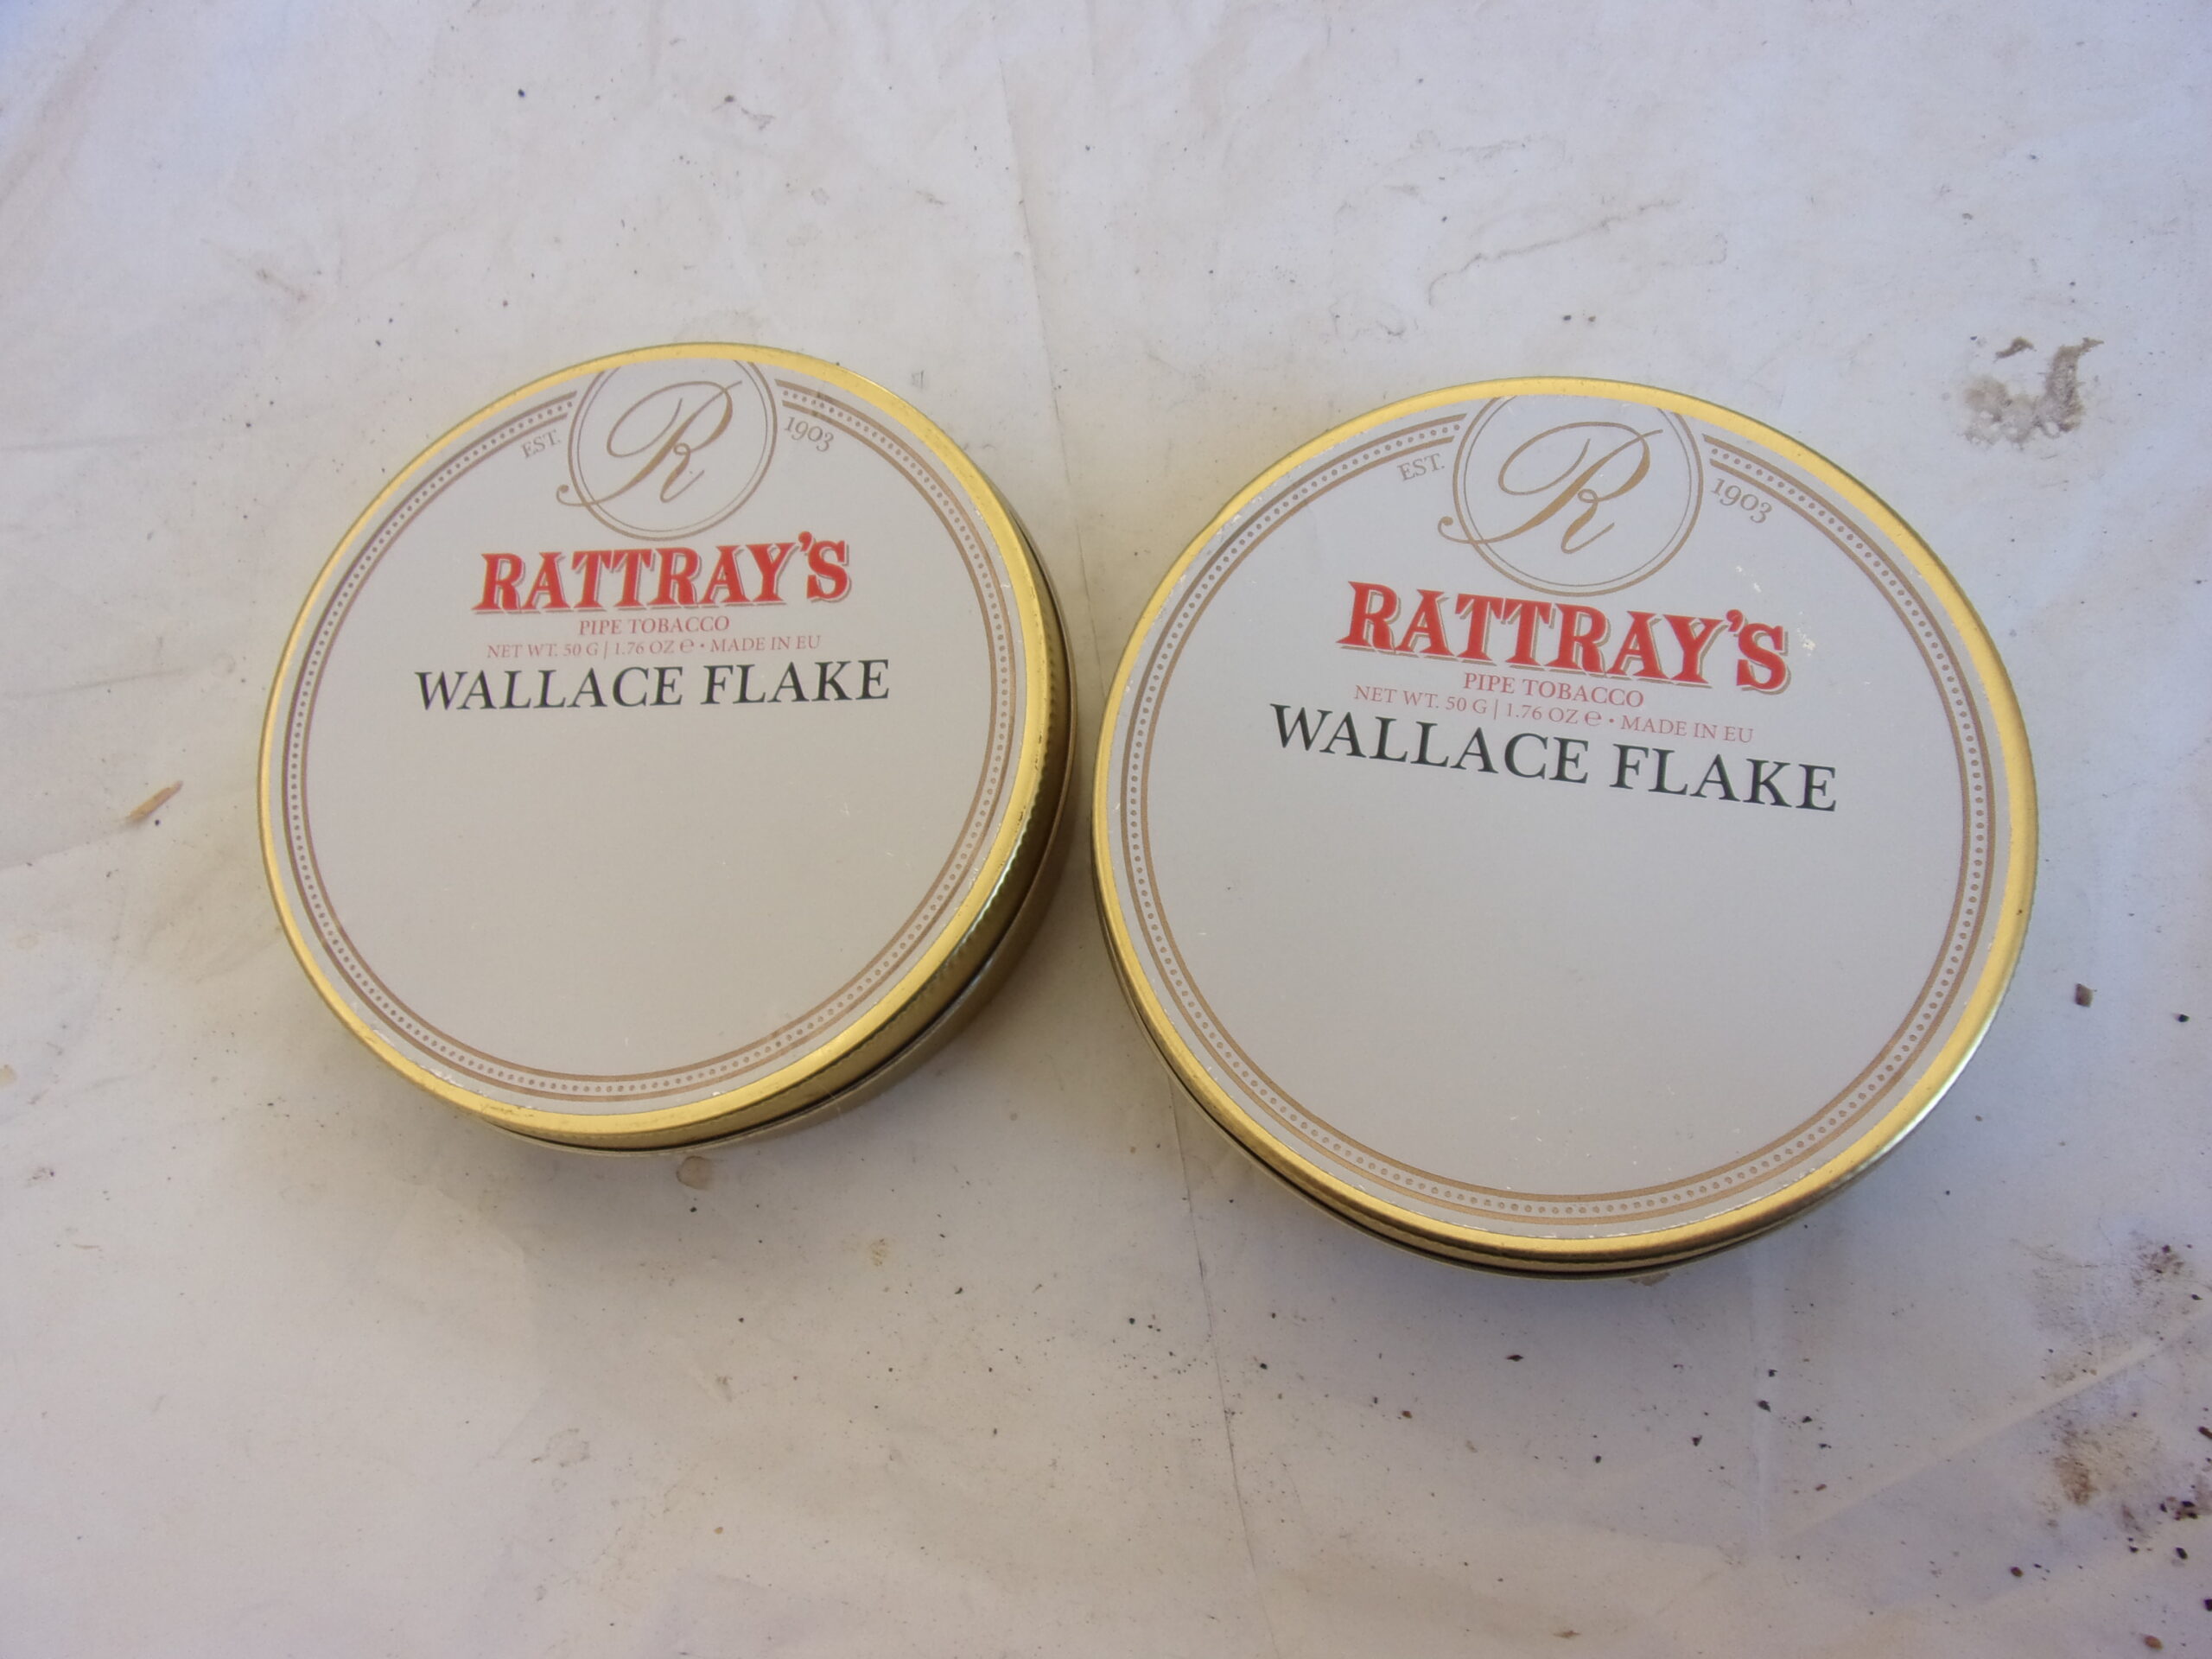 EST. R 1903
RATTRAY'S
PIPE TOBACCO
NET WT. 50 G | 1.76 OZ ℮ • MADE IN EU
WALLACE FLAKE
EST. R 1903
RATTRAY'S
PIPE TOBACCO
NET WT. 50 G | 1.76 OZ ℮ • MADE IN EU
WALLACE FLAKE